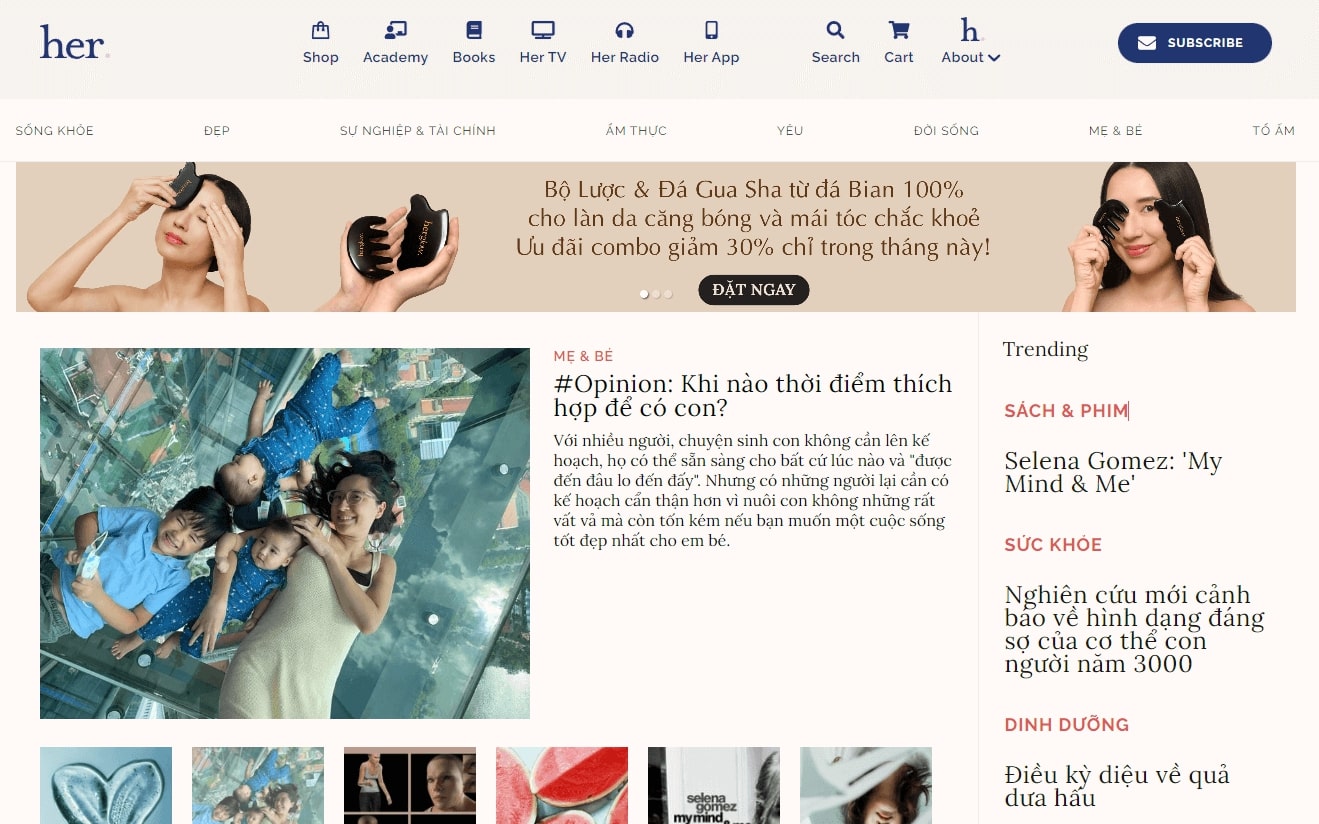 her.
Shop
Academy
Books
Her TV
Her Radio
Her App
Search
Cart
h.
About
SUBSCRIBE
SỐNG KHỎE
ĐẸP
SỰ NGHIỆP & TÀI CHÍNH
ẨM THỰC
YÊU
ĐỜI SỐNG
MẸ & BÉ
TỔ ẤM
Bộ Lược & Đá Gua Sha từ đá Bian 100%
cho làn da căng bóng và mái tóc chắc khoẻ
Ưu đãi combo giảm 30% chỉ trong tháng này!
ĐẶT NGAY
MẸ & BÉ
#Opinion: Khi nào thời điểm thích
hợp để có con?
Với nhiều người, chuyện sinh con không cần lên kế
hoạch, họ có thể sẵn sàng cho bất cứ lúc nào và "được
đến đâu lo đến đấy". Nhưng có những người lại cần có
kế hoạch cẩn thận hơn vì nuôi con không những rất
vất vả mà còn tốn kém nếu bạn muốn một cuộc sống
tốt đẹp nhất cho em bé.
Trending
SÁCH & PHIM
Selena Gomez: 'My
Mind & Me'
SỨC KHỎE
Nghiên cứu mới cảnh
báo về hình dạng đáng
sợ của cơ thể con
người năm 3000
DINH DƯỠNG
Điều kỳ diệu về quả
dưa hấu
selena
gomez
my mind